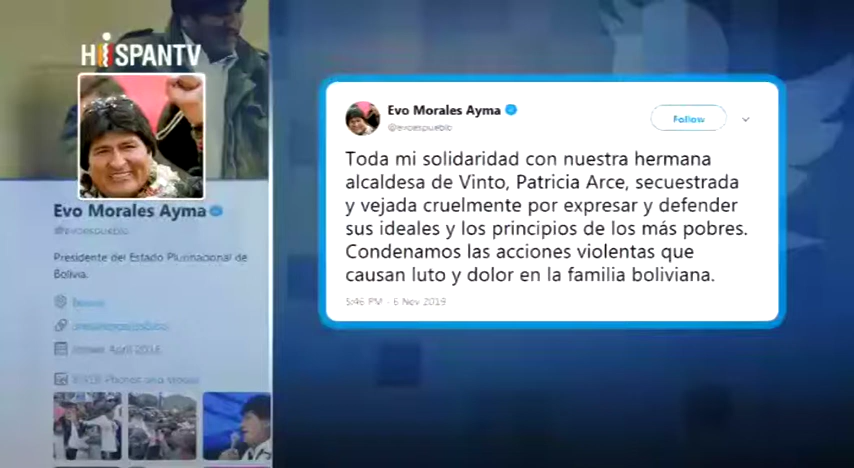 HISPANTV
Evo Morales Ayma
@evoespueblo
Presidente del Estado Plurinacional de
Bolivia.
Evo Morales Ayma
@evoespueblo
Follow
Toda mi solidaridad con nuestra hermana
alcaldesa de Vinto, Patricia Arce, secuestrada
y vejada cruelmente por expresar y defender
sus ideales y los principios de los más pobres.
Condenamos las acciones violentas que
causan luto y dolor en la familia boliviana.
5:46 PM - 6 Nov 2019